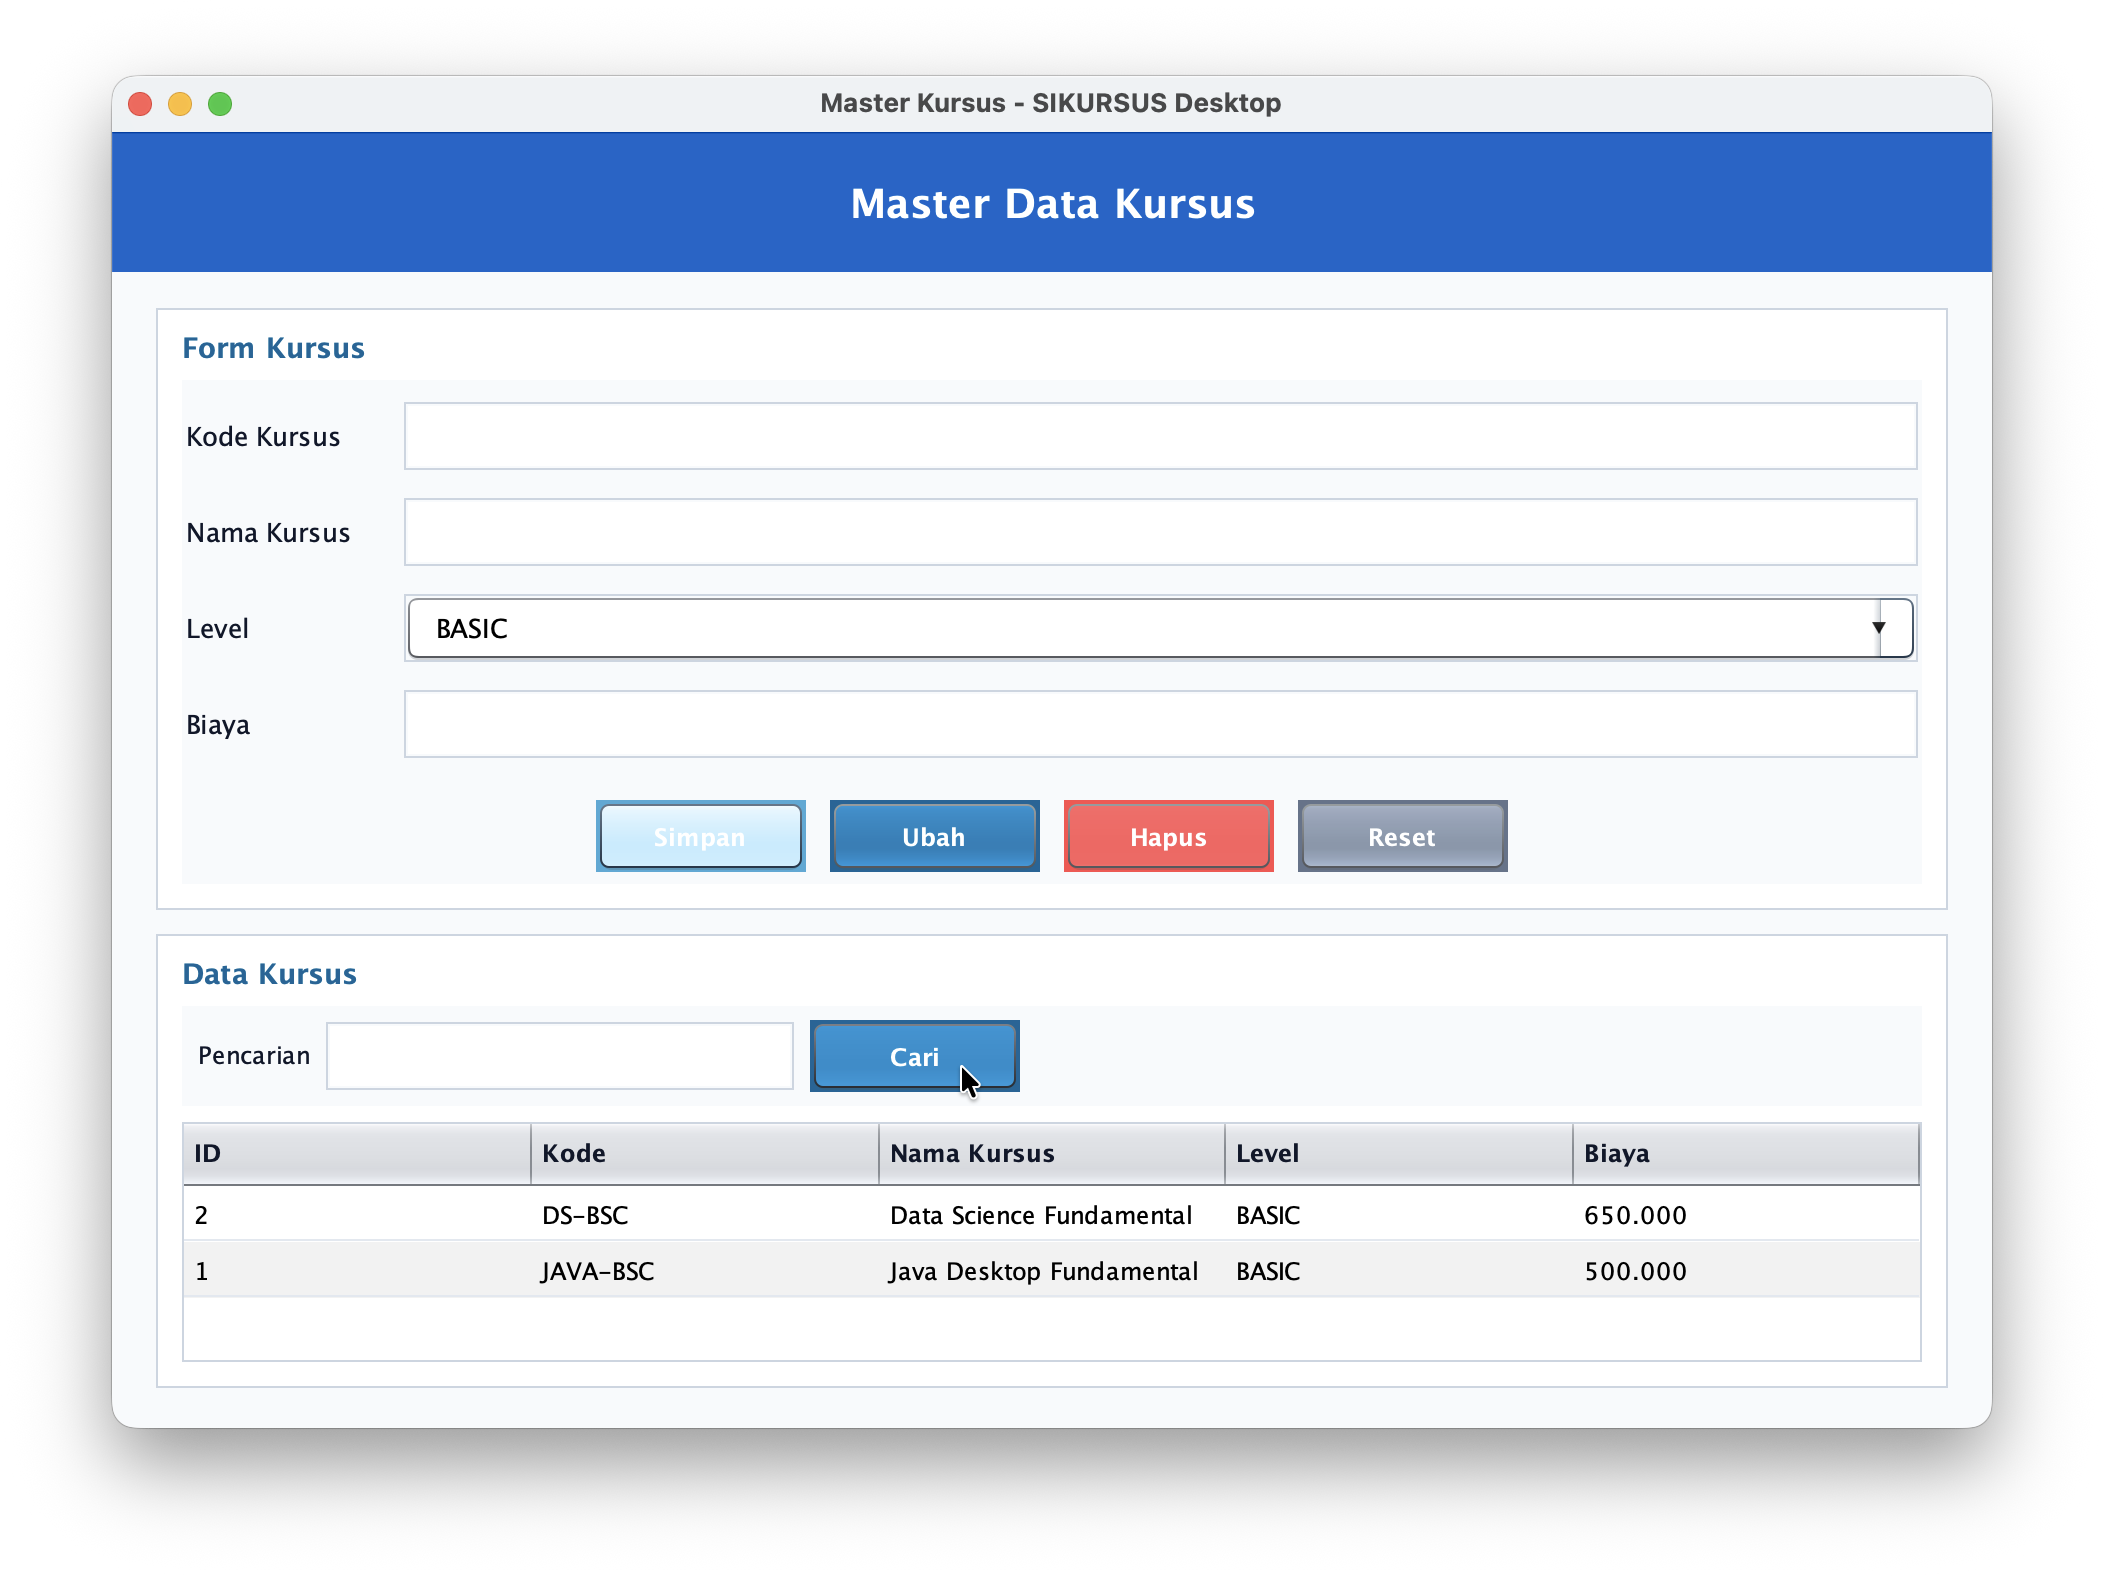 Master Kursus - SIKURSUS Desktop
Master Data Kursus
Form Kursus
Kode Kursus
Nama Kursus
Level BASIC
Biaya
Simpan Ubah Hapus Reset
Data Kursus
Pencarian Cari
ID Kode Nama Kursus Level Biaya
2 DS-BSC Data Science Fundamental BASIC 650.000
1 JAVA-BSC Java Desktop Fundamental BASIC 500.000